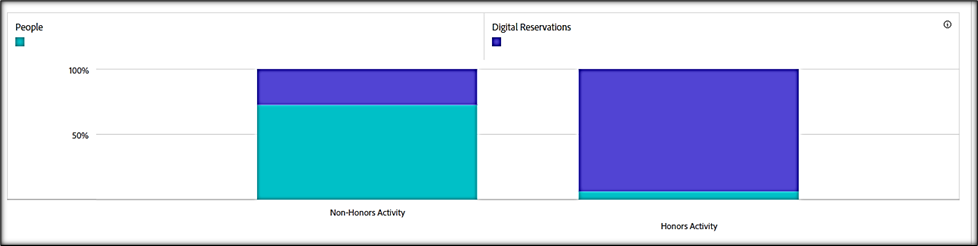 People
Digital Reservations
100%
50%
Non-Honors Activity
Honors Activity